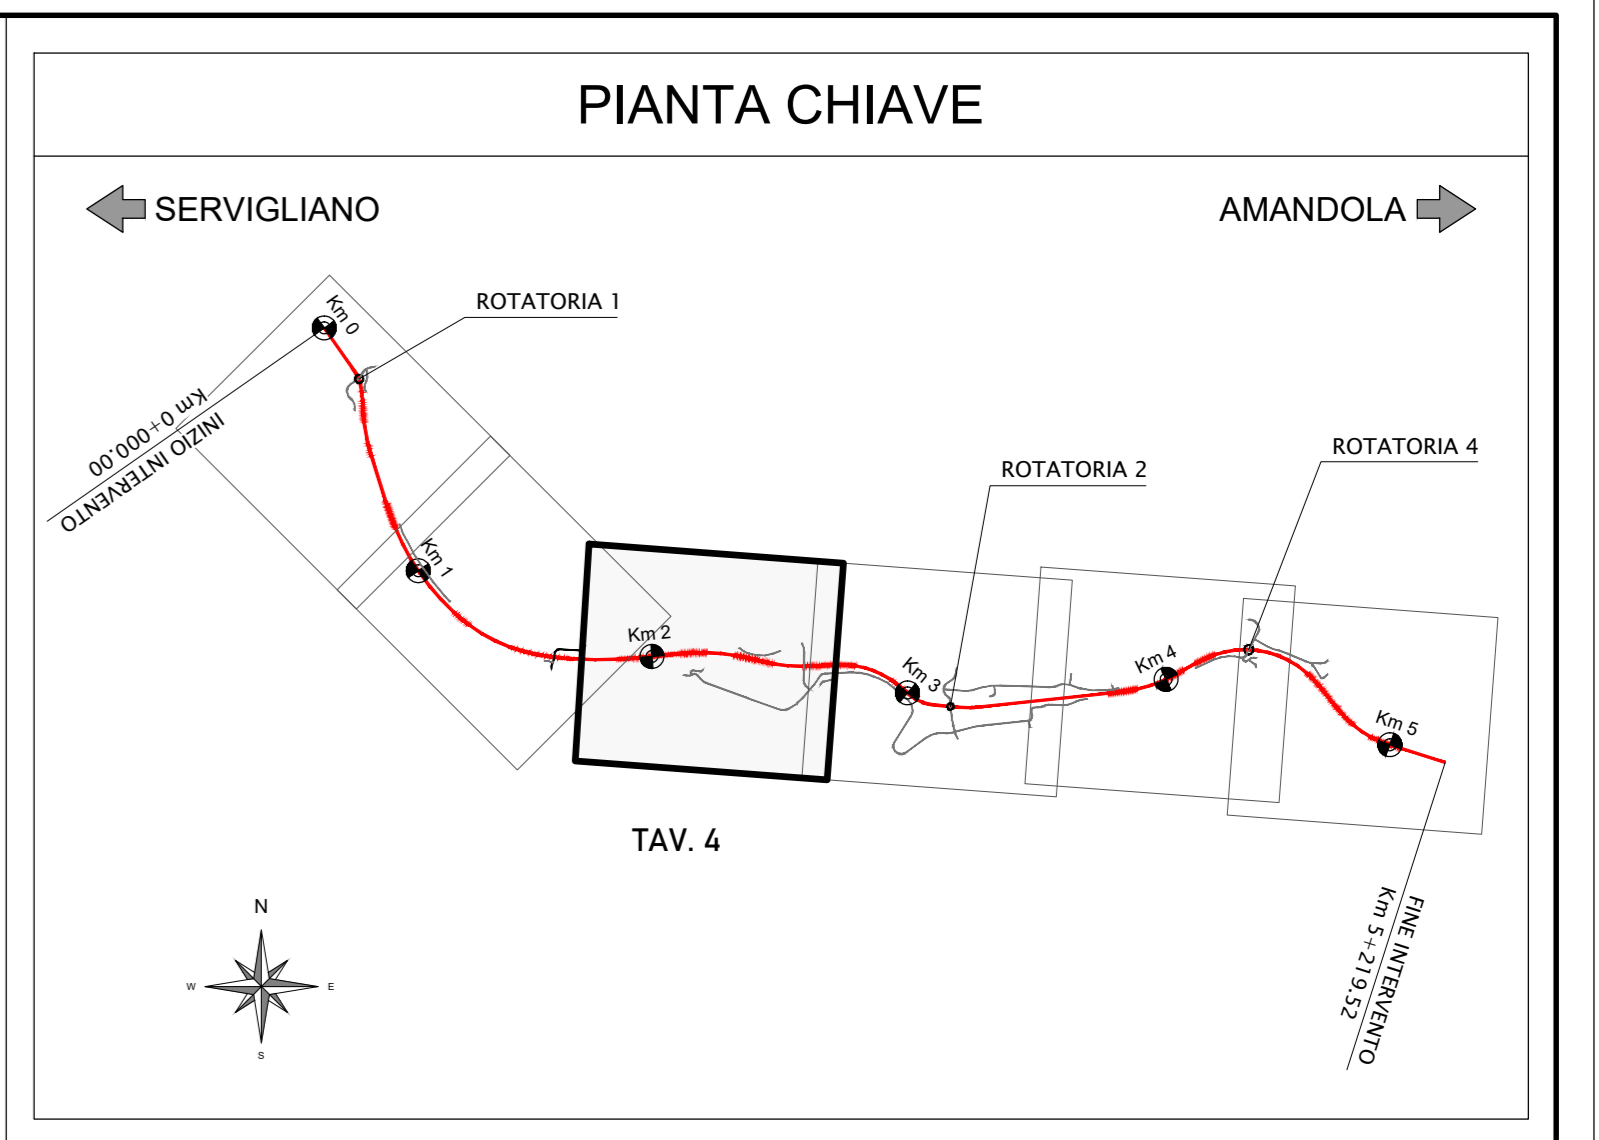 PIANTA CHIAVE
SERVIGLIANO
AMANDOLA
Km 0
ROTATORIA 1
Km 0+000.00
INIZIO INTERVENTO
ROTATORIA 4
ROTATORIA 2
Km 1
Km 2
Km 3
Km 4
Km 5
TAV. 4
FINE INTERVENTO
Km 5+219.52
N
W
E
S